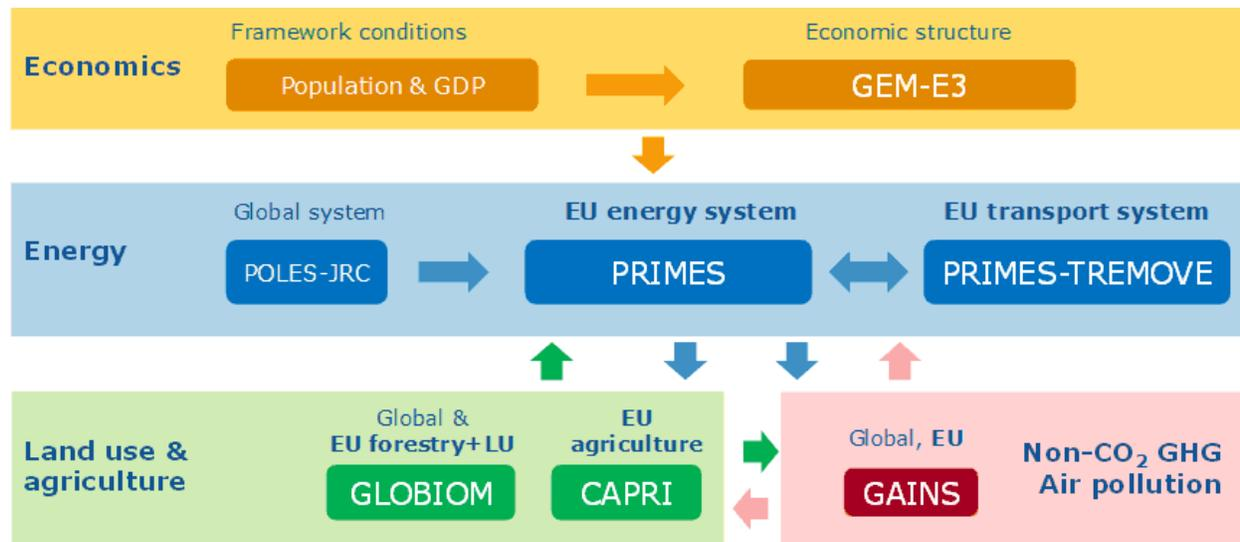 Framework conditions
Economic structure
Economics
Population & GDP
GEM-E3
Global system
EU energy system
EU transport system
Energy
POLES-JRC
PRIMES
PRIMES-TREMOVE
Land use &
agriculture
Global &
EU forestry+LU
GLOBIOM
EU
agriculture
CAPRI
Global, EU
GAINS
Non-CO₂ GHG
Air pollution